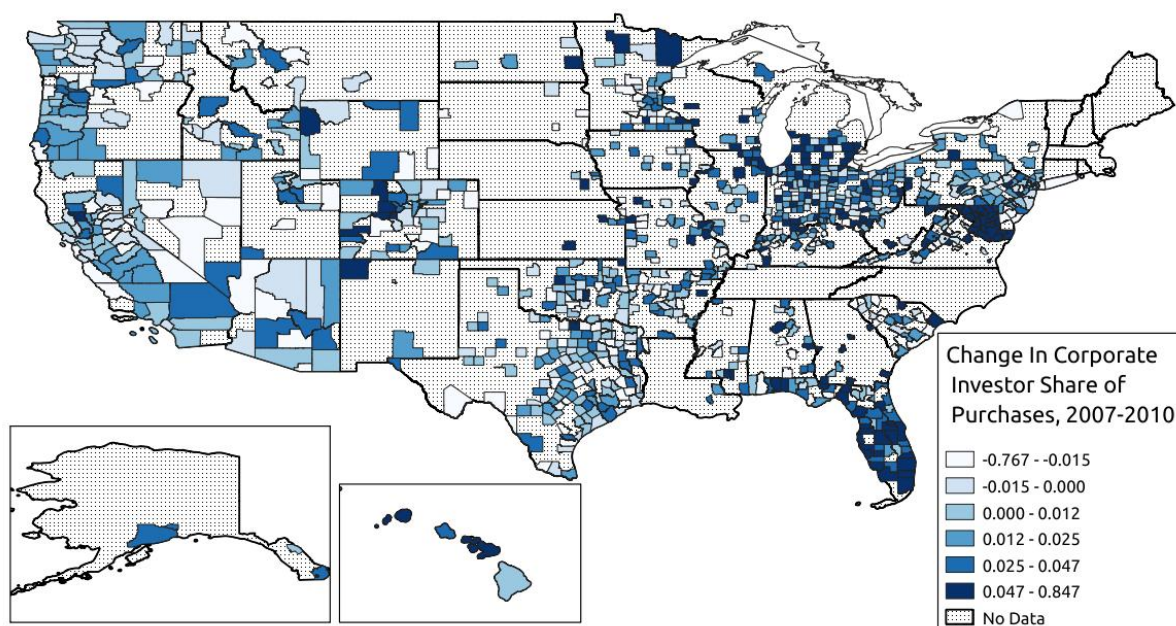 Change In Corporate
Investor Share of
Purchases, 2007-2010
-0.767 - -0.015
-0.015 - 0.000
0.000 - 0.012
0.012 - 0.025
0.025 - 0.047
0.047 - 0.847
No Data